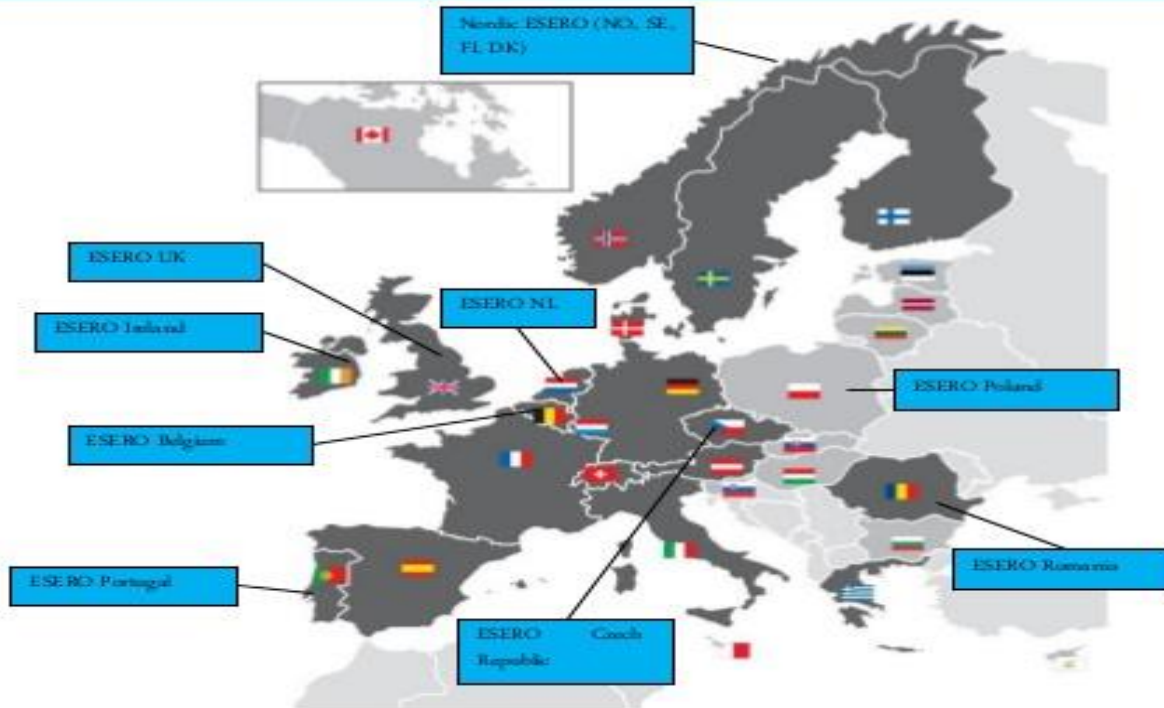 Nordic ESERO (NO, SE,
FI, DK)
ESERO UK
ESERO NL
ESERO Ireland
ESERO Poland
ESERO Belgium
ESERO Romania
ESERO Portugal
ESERO Czech
Republic